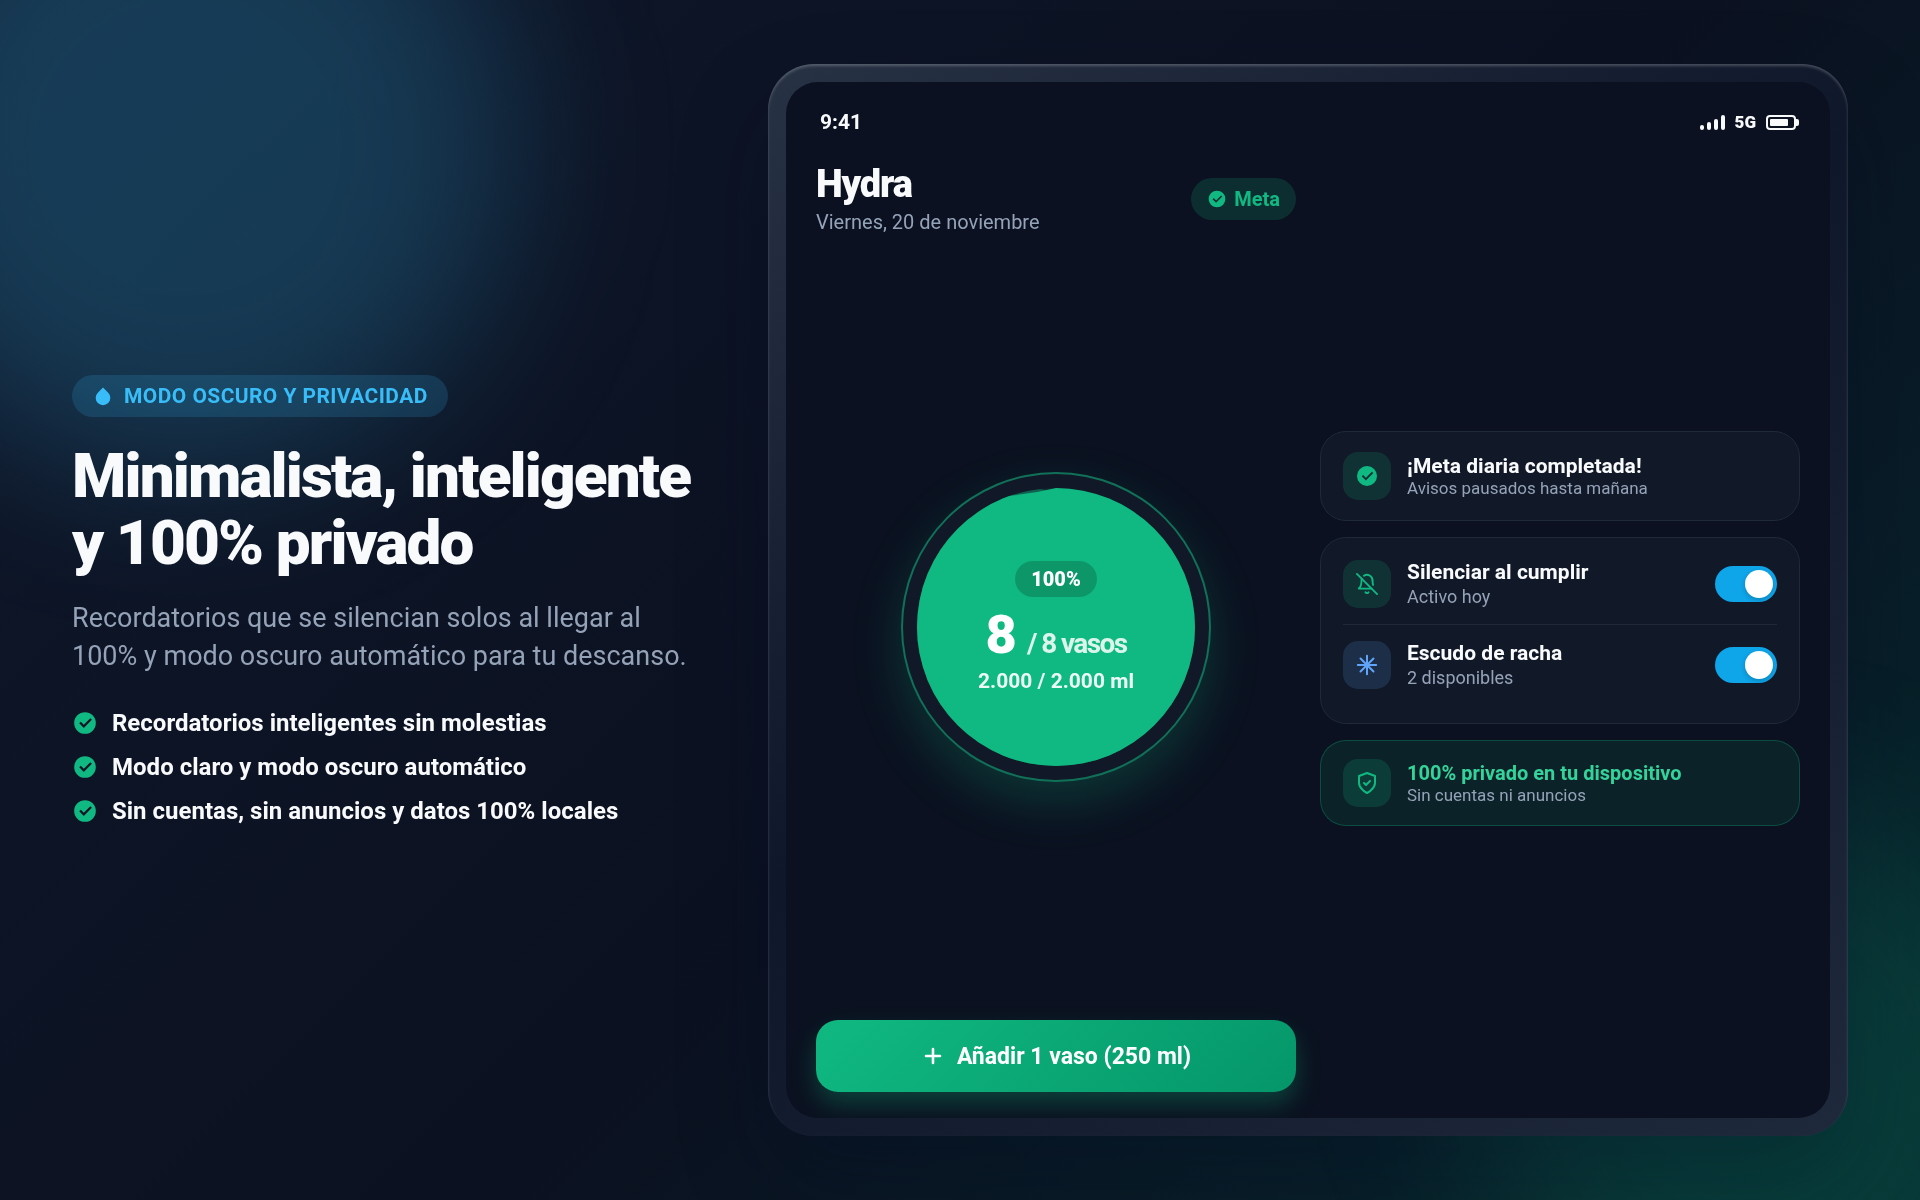 MODO OSCURO Y PRIVACIDAD
Minimalista, inteligente
y 100% privado
Recordatorios que se silencian solos al llegar al
100% y modo oscuro automático para tu descanso.
Recordatorios inteligentes sin molestias
Modo claro y modo oscuro automático
Sin cuentas, sin anuncios y datos 100% locales
9:41
5G
Hydra
Viernes, 20 de noviembre
Meta
100%
8 / 8 vasos
2.000 / 2.000 ml
Añadir 1 vaso (250 ml)
¡Meta diaria completada!
Avisos pausados hasta mañana
Silenciar al cumplir
Activo hoy
Escudo de racha
2 disponibles
100% privado en tu dispositivo
Sin cuentas ni anuncios